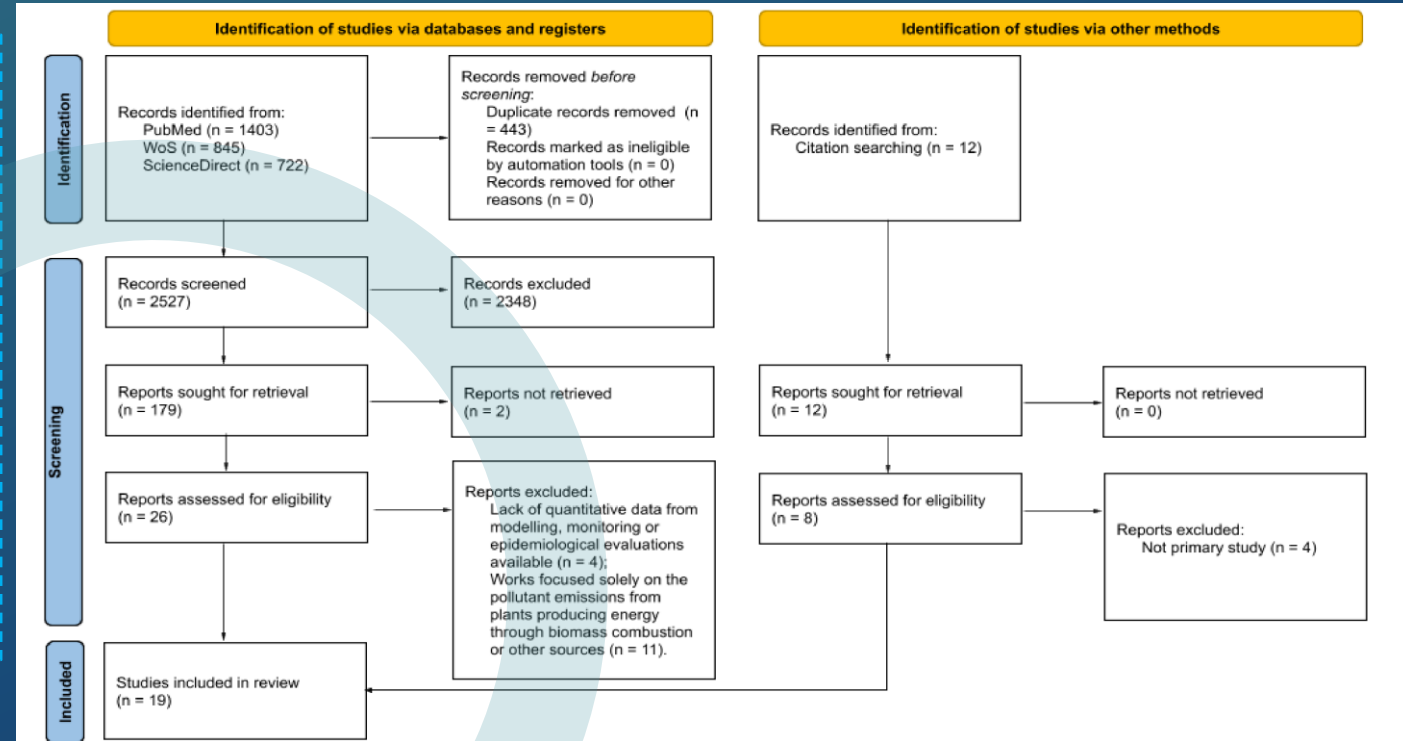 Identification of studies via databases and registers
Identification of studies via other methods
Identification
Records identified from:
PubMed (n = 1403)
WoS (n = 845)
ScienceDirect (n = 722)
Records removed before
screening:
Duplicate records removed (n
= 443)
Records marked as ineligible
by automation tools (n = 0)
Records removed for other
reasons (n = 0)
Records identified from:
Citation searching (n = 12)
Screening
Records screened
(n = 2527)
Records excluded
(n = 2348)
Reports sought for retrieval
(n = 179)
Reports not retrieved
(n = 2)
Reports sought for retrieval
(n = 12)
Reports not retrieved
(n = 0)
Reports assessed for eligibility
(n = 26)
Reports excluded:
Lack of quantitative data from
modelling, monitoring or
epidemiological evaluations
available (n = 4);
Works focused solely on the
pollutant emissions from
plants producing energy
through biomass combustion
or other sources (n = 11).
Reports assessed for eligibility
(n = 8)
Reports excluded:
Not primary study (n = 4)
Included
Studies included in review
(n = 19)